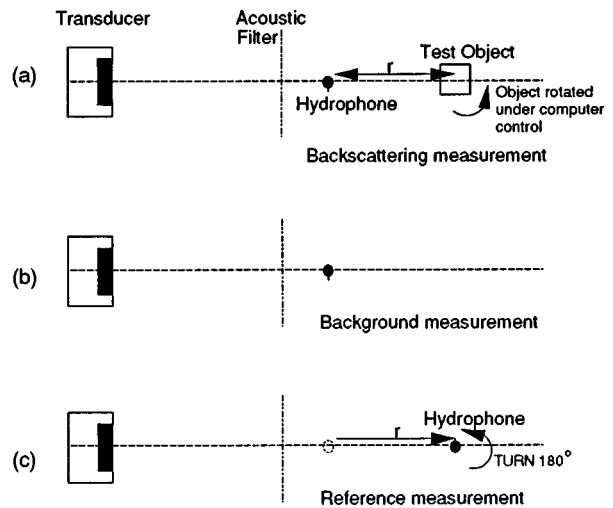 Transducer
Acoustic
Filter
Test Object
(a)
r
Hydrophone
Object rotated
under computer
control
Backscattering measurement
(b)
Background measurement
Hydrophone
r
(c)
TURN 180°
Reference measurement